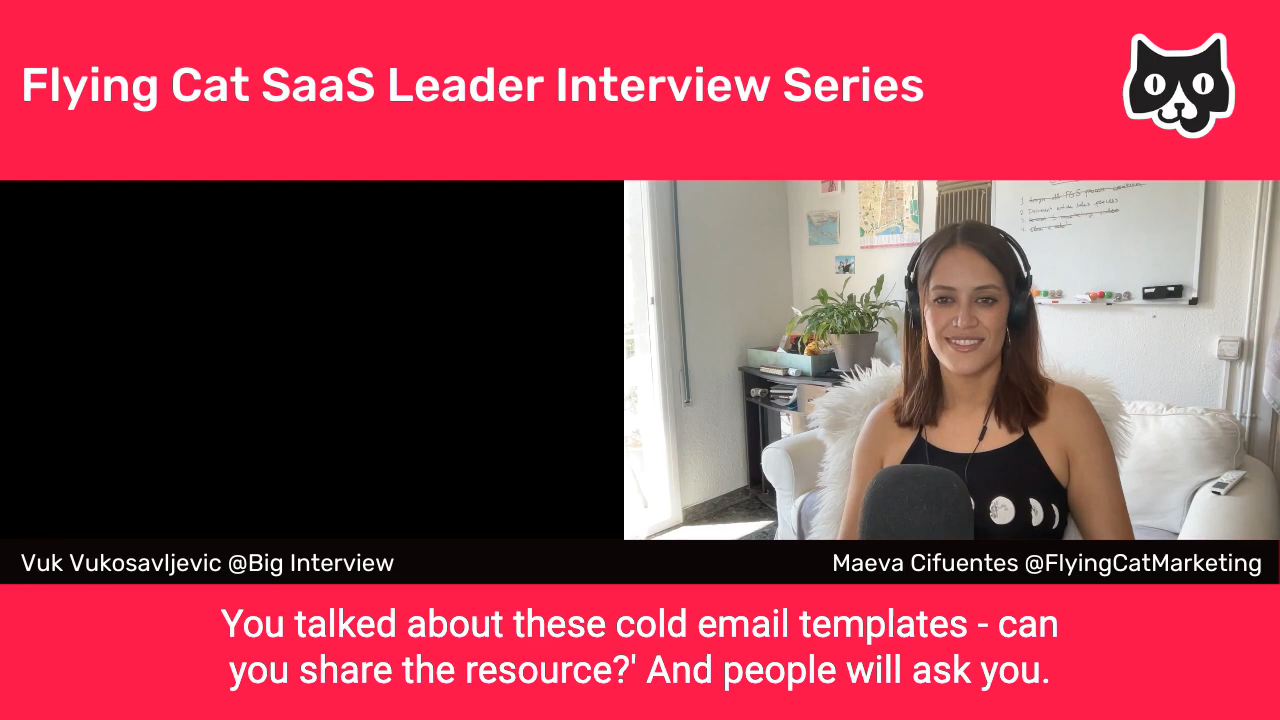 Flying Cat SaaS Leader Interview Series
Vuk Vukosavljevic @Big Interview
Maeva Cifuentes @FlyingCatMarketing
You talked about these cold email templates - can
you share the resource?' And people will ask you.